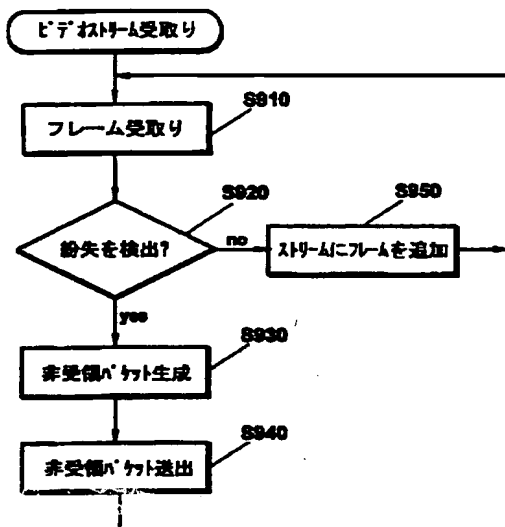 ビデオストリーム受取り
S910
フレーム受取り
S920
紛失を検出?
no
S950
ストリームにフレームを追加
yes
S930
非受領パケット生成
S940
非受領パケット送出